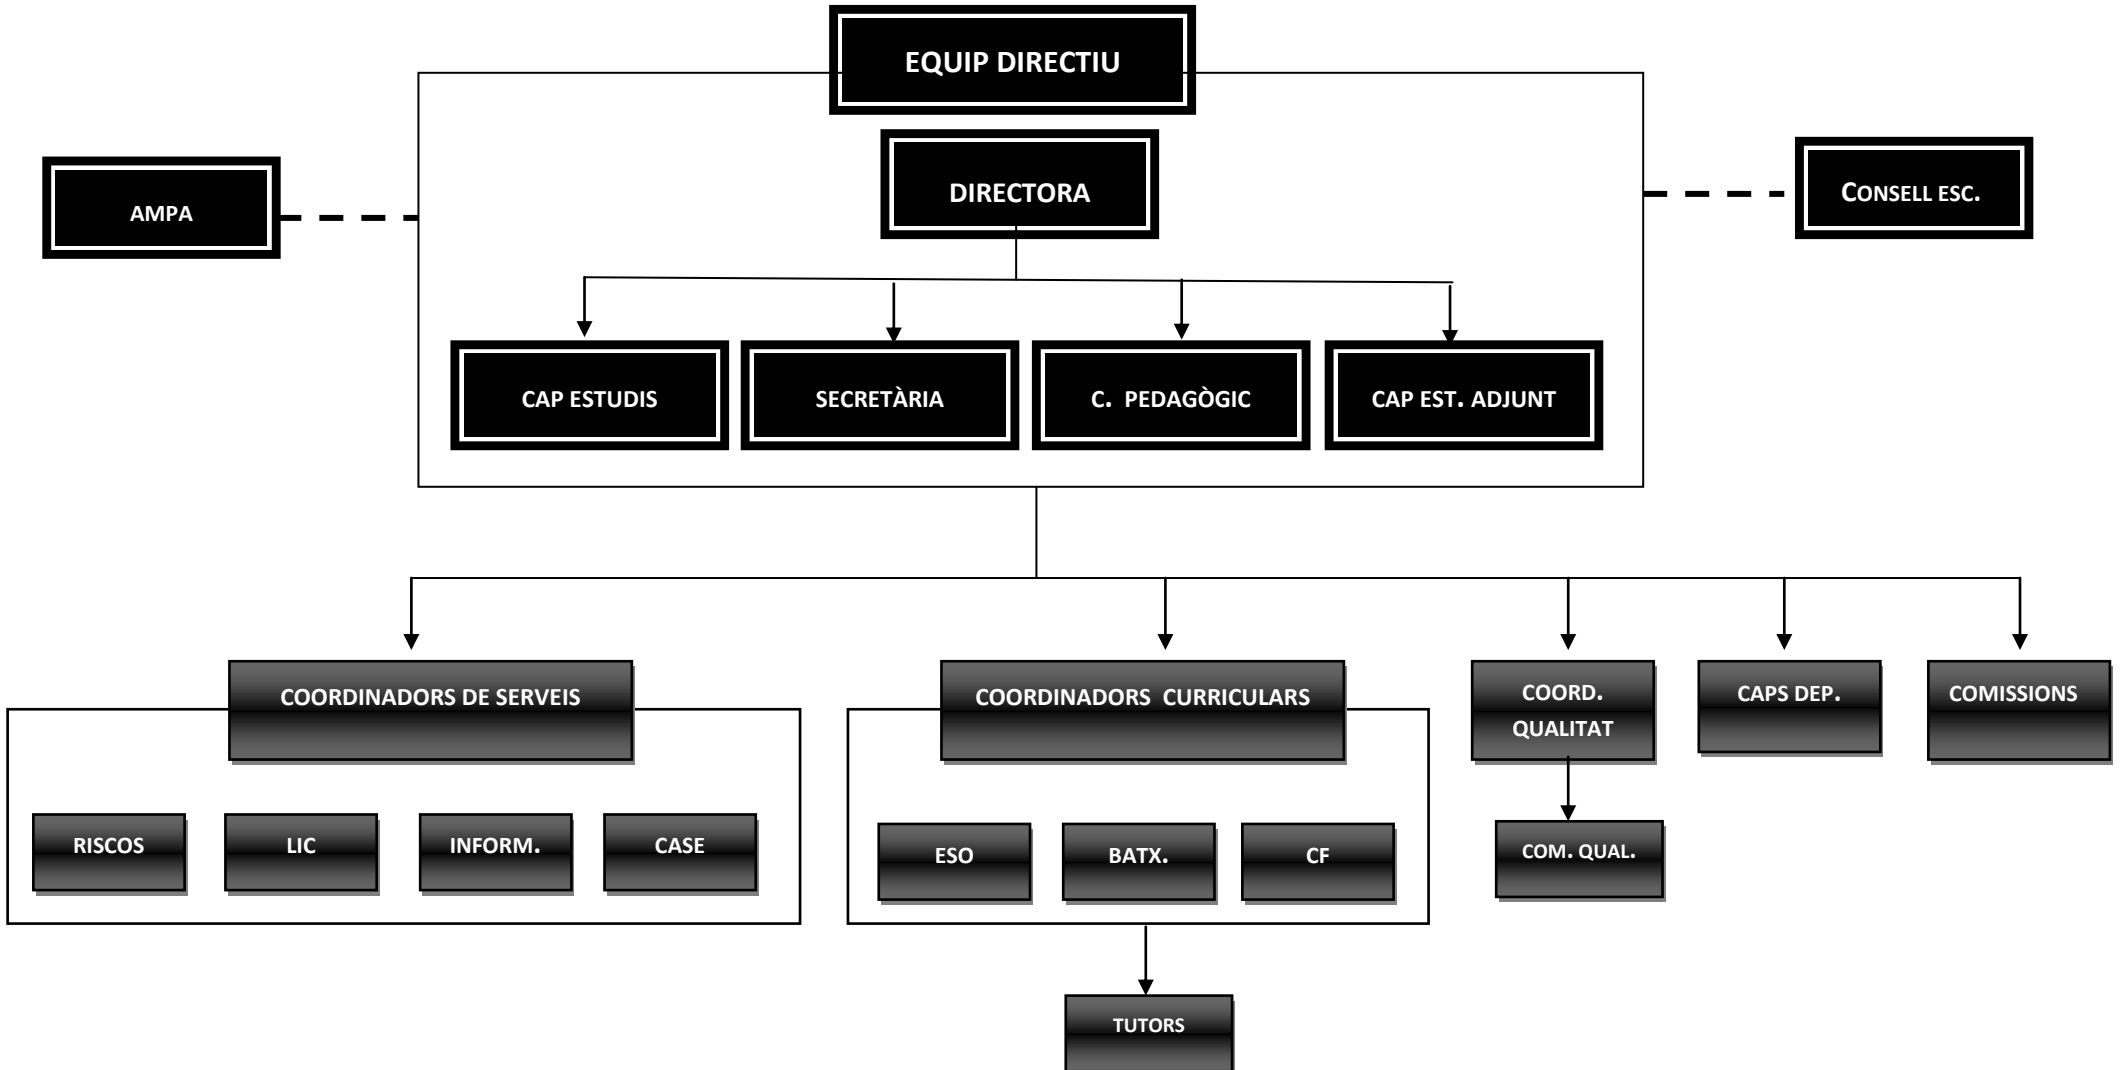 EQUIP DIRECTIU
DIRECTORA
AMPA
CONSELL ESC.
CAP ESTUDIS
SECRETÀRIA
C. PEDAGÒGIC
CAP EST. ADJUNT
COORDINADORS DE SERVEIS
COORDINADORS CURRICULARS
COORD.
QUALITAT
CAPS DEP.
COMISSIONS
RISCOS
LIC
INFORM.
CASE
ESO
BATX.
CF
COM. QUAL.
TUTORS